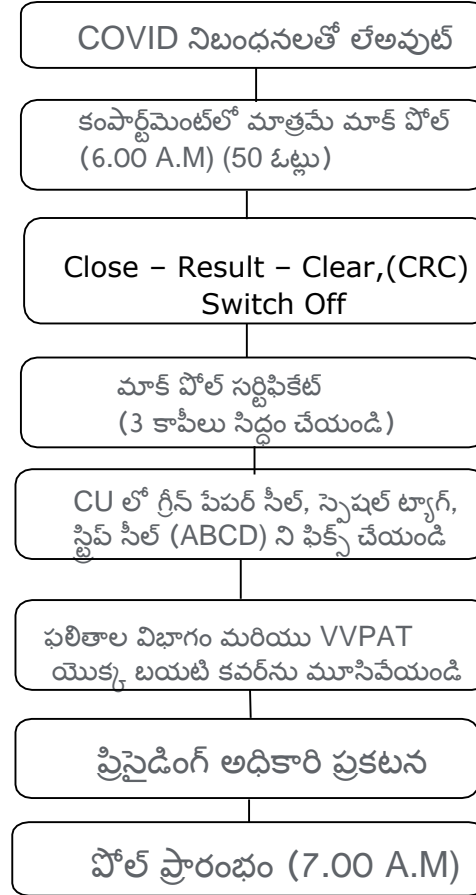 COVID నిబంధనలతో లేఅవుట్
కంపార్ట్‌మెంట్‌లో మాత్రమే మాక్ పోల్
(6.00 A.M) (50 ఓట్లు)
Close – Result – Clear,(CRC)
Switch Off
మాక్ పోల్ సర్టిఫికేట్
(3 కాపీలు సిద్ధం చేయండి)
CU లో గ్రీన్ పేపర్ సీల్, స్పెషల్ ట్యాగ్,
స్ట్రిప్ సీల్ (ABCD) ని ఫిక్స్ చేయండి
ఫలితాల విభాగం మరియు VVPAT
యొక్క బయటి కవర్‌ను మూసివేయండి
ప్రిసైడింగ్ అధికారి ప్రకటన
పోల్ ప్రారంభం (7.00 A.M)